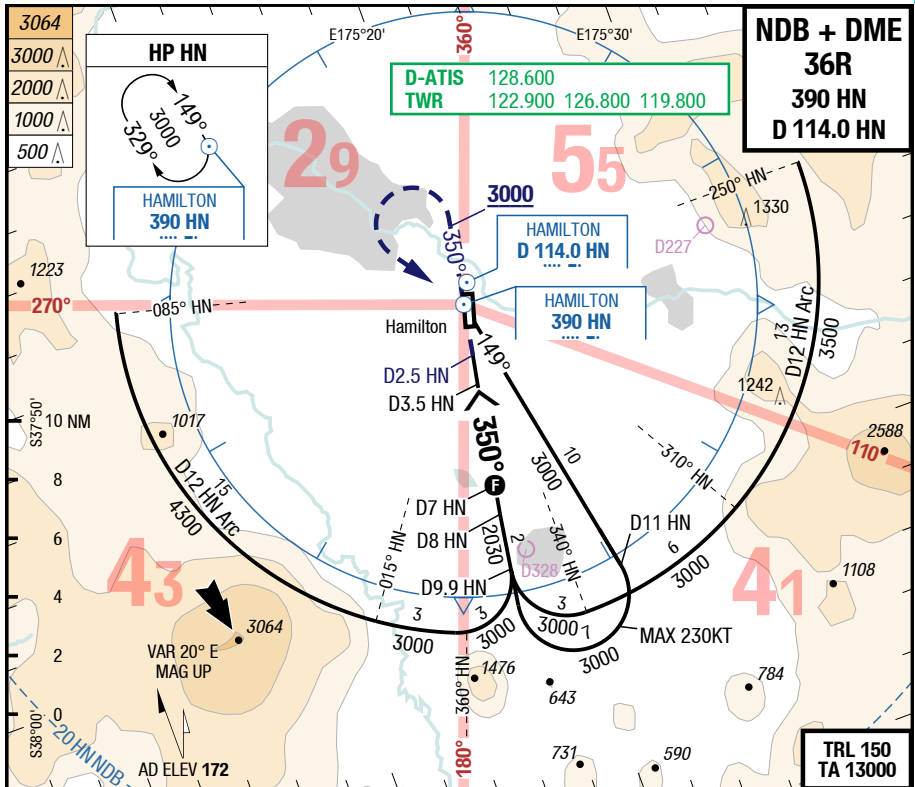 3064
3000
2000
1000
500
HP HN
149°
3000
329°
HAMILTON
390 HN
E175°20'
360°
E175°30'
D-ATIS 128.600
TWR 122.900 126.800 119.800
NDB + DME
36R
390 HN
D 114.0 HN
29
55
250° HN
1330
D227
3000
350°
HAMILTON
D 114.0 HN
HAMILTON
390 HN
1223
270°
085° HN
Hamilton
149°
13
D12 HN Arc
3500
D2.5 HN
D3.5 HN
1242
S37°50'
10 NM
1017
2588
110°
350°
10
3000
310° HN
D12 HN Arc
15
4300
8
F
D7 HN
D8 HN
2030
2
D11 HN
6
015° HN
340° HN
D328
6
3000
43
D9.9 HN
41
1108
4
3
3000
3
3000
3
3000
7
3000
MAX 230KT
3064
VAR 20° E
MAG UP
2
360° HN
1476
643
784
0
S38°00'
20 HN NDB
AD ELEV 172
180°
731
590
TRL 150
TA 13000